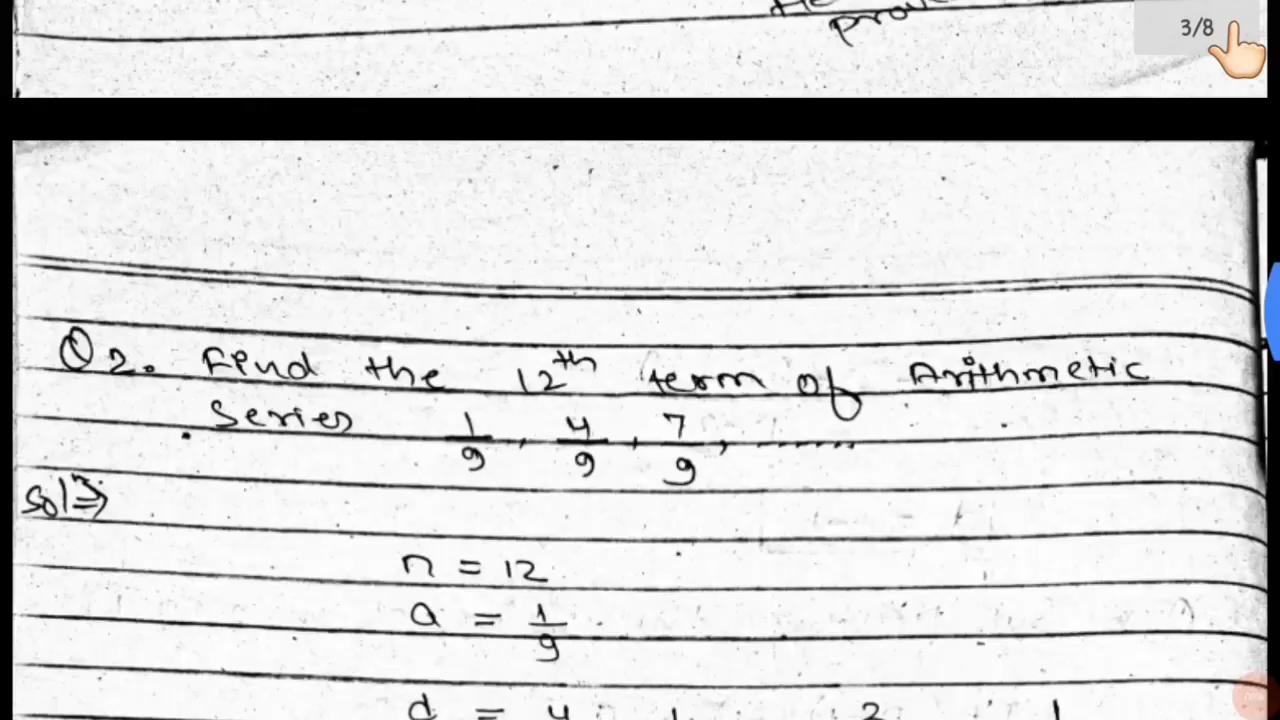 3/8
Q2. Find the 12th term of Arithmetic
Series 1/9, 4/9, 7/9, .......
Sol⇒
n = 12
a = 1/9
d = 4